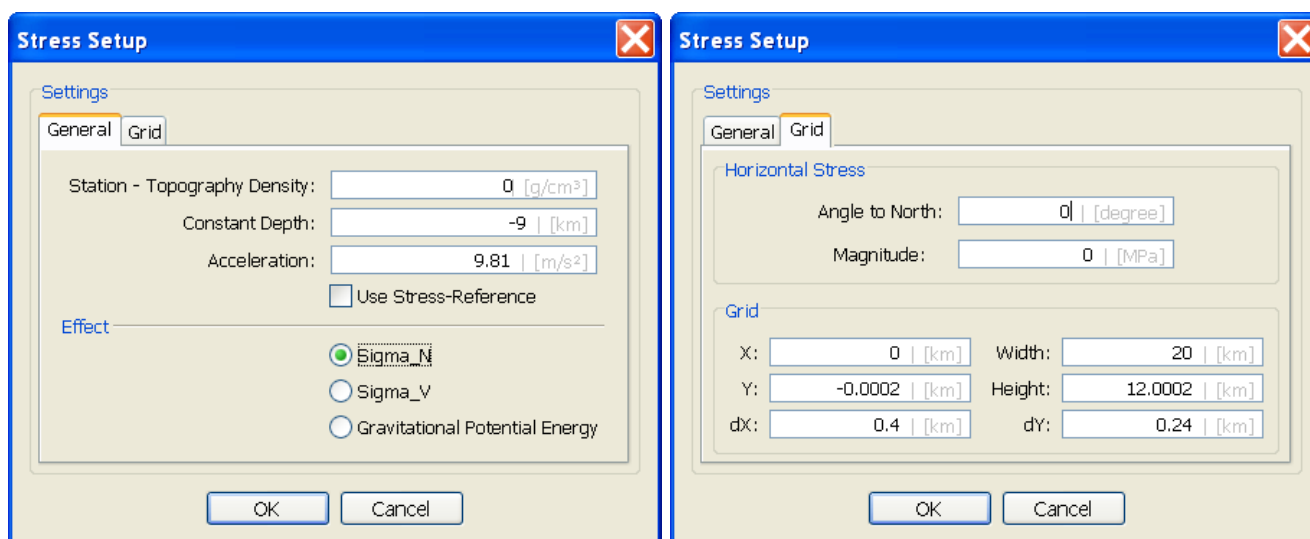 Stress Setup
Settings
General Grid
Station - Topography Density: 0 [g/cm³]
Constant Depth: -9 | [km]
Acceleration: 9.81 | [m/s²]
Use Stress-Reference
Effect
Sigma_N
Sigma_V
Gravitational Potential Energy
OK Cancel
Stress Setup
Settings
General Grid
Horizontal Stress
Angle to North: 0 | [degree]
Magnitude: 0 | [MPa]
Grid
X: 0 | [km] Width: 20 | [km]
Y: -0.0002 | [km] Height: 12.0002 | [km]
dX: 0.4 | [km] dY: 0.24 | [km]
OK Cancel